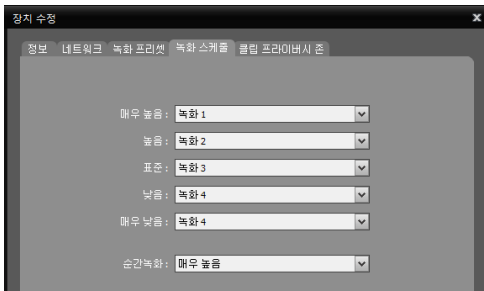 장치 수정 x
정보 네트워크 녹화 프리셋 녹화 스케줄 클립 프라이버시 존
매우 높음 : 녹화 1
높음 : 녹화 2
표준 : 녹화 3
낮음 : 녹화 4
매우 낮음 : 녹화 4
순간녹화 : 매우 높음